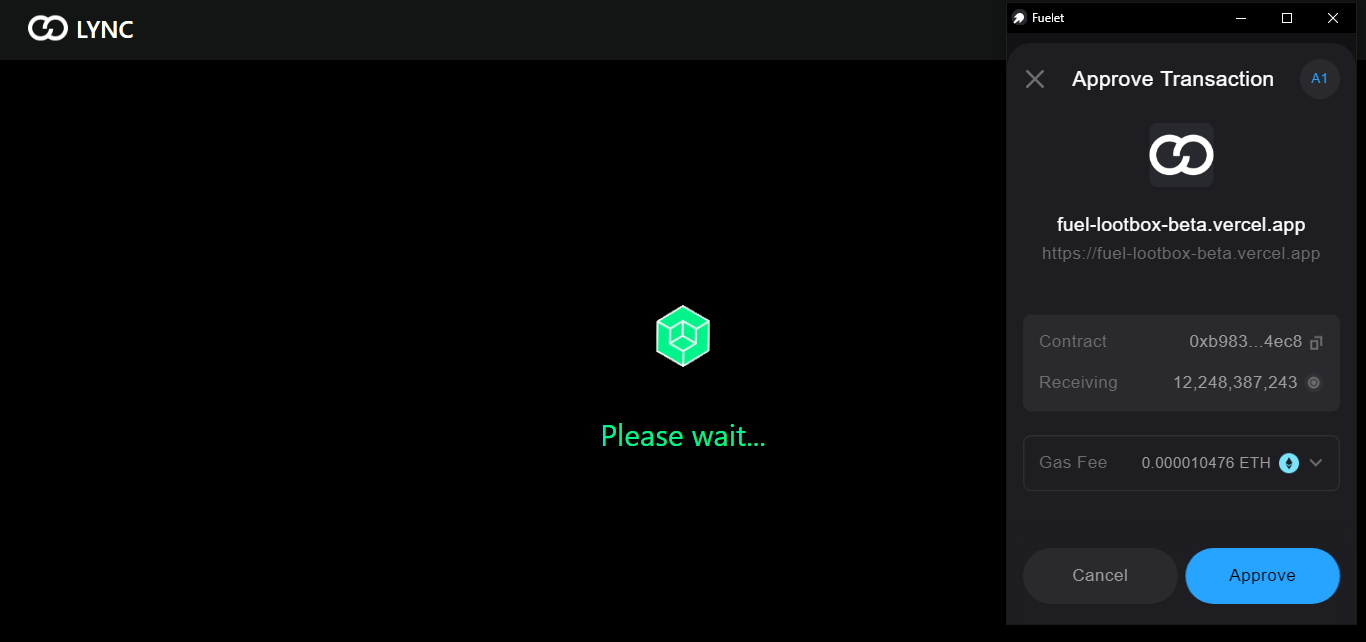 LYNC
Please wait...
Fuelet
Approve Transaction
A1
fuel-lootbox-beta.vercel.app
https://fuel-lootbox-beta.vercel.app
Contract 0xb983...4ec8
Receiving 12,248,387,243
Gas Fee 0.000010476 ETH
Cancel Approve